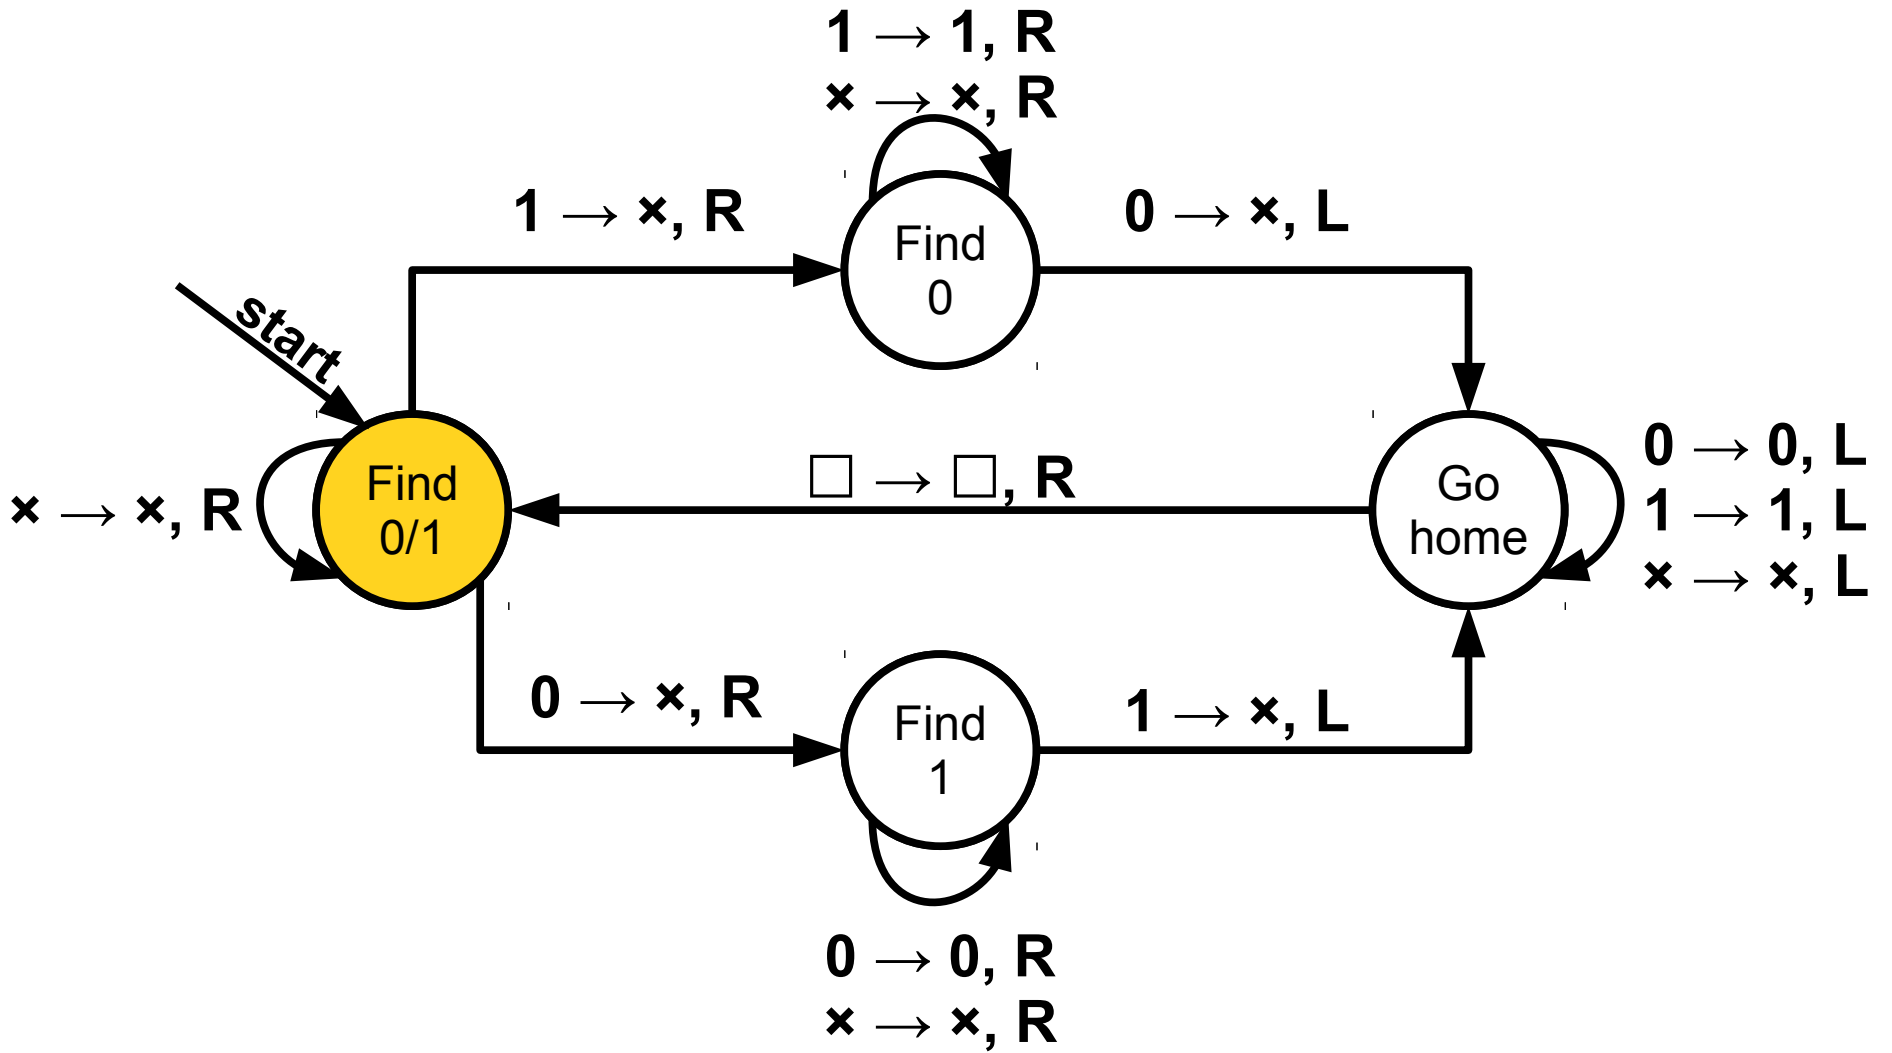 1 → 1, R
× → ×, R
1 → ×, R
Find
0
0 → ×, L
start
× → ×, R
Find
0/1
□ → □, R
Go
home
0 → 0, L
1 → 1, L
× → ×, L
0 → ×, R
Find
1
1 → ×, L
0 → 0, R
× → ×, R